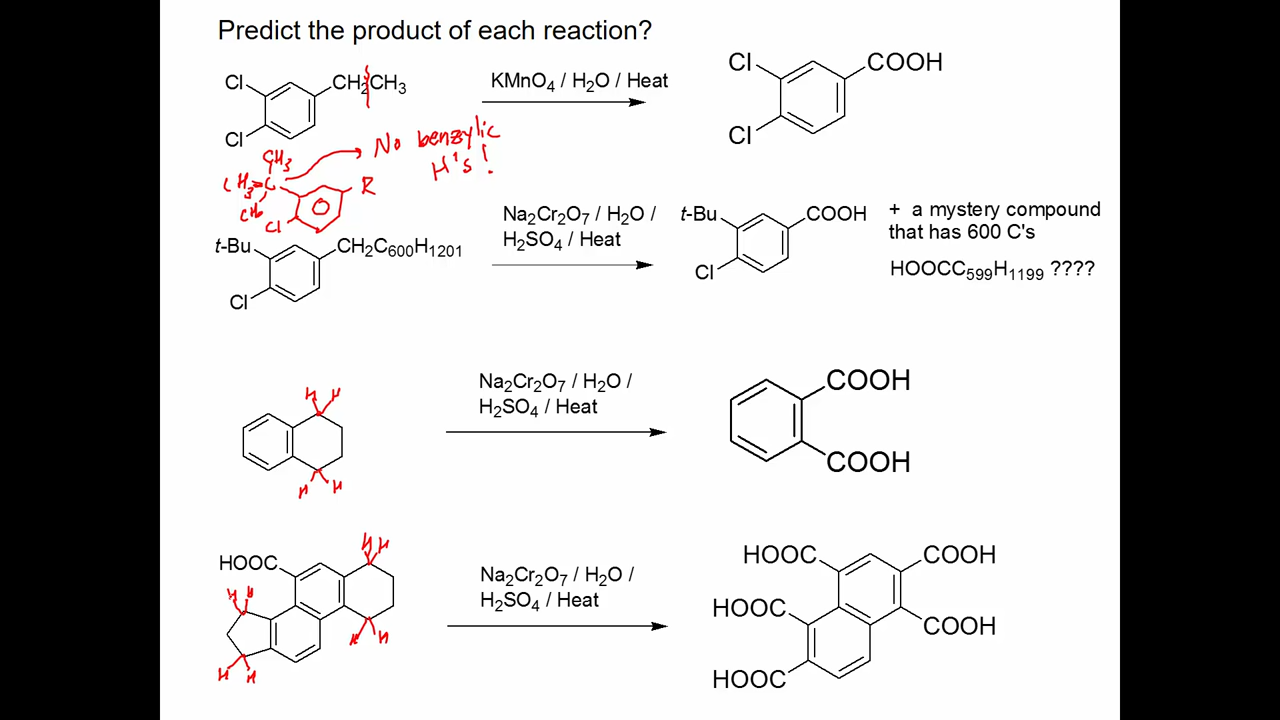 Predict the product of each reaction?
Cl
CH2CH3
Cl
KMnO4 / H2O / Heat
Cl
COOH
Cl
No benzylic
H's!
CH3
CH3
C
CH3
R
Cl
t-Bu
CH2C600H1201
Cl
Na2Cr2O7 / H2O /
H2SO4 / Heat
t-Bu
COOH
Cl
+ a mystery compound
that has 600 C's
HOOCC599H1199 ????
H H
H H
Na2Cr2O7 / H2O /
H2SO4 / Heat
COOH
COOH
HOOC
H H
H H
H H
H H
Na2Cr2O7 / H2O /
H2SO4 / Heat
HOOC
COOH
HOOC
COOH
HOOC